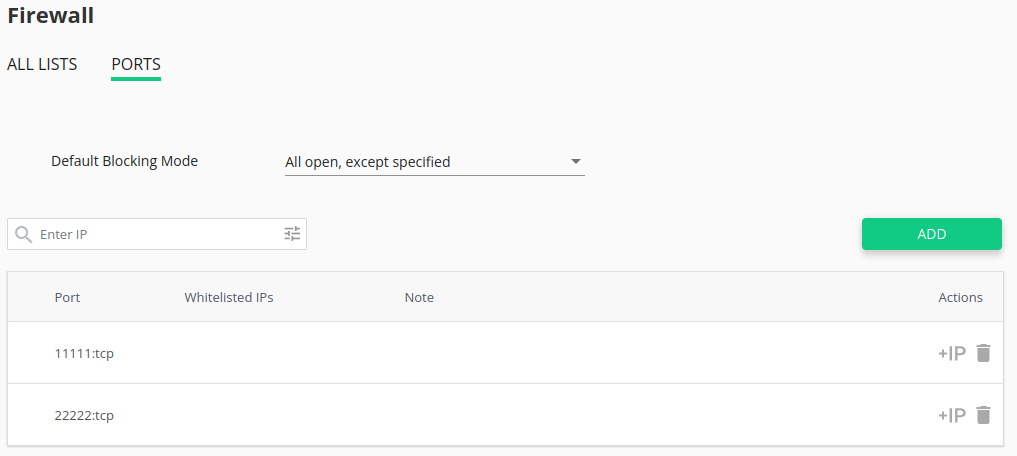 Firewall
ALL LISTS PORTS
Default Blocking Mode All open, except specified
Enter IP ADD
Port Whitelisted IPs Note Actions
11111:tcp +IP
22222:tcp +IP